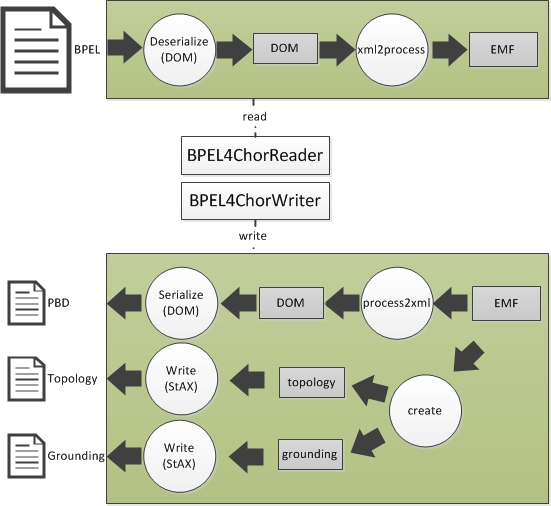 BPEL
Deserialize
(DOM)
DOM
xml2process
EMF
read
BPEL4ChorReader
BPEL4ChorWriter
write
PBD
Serialize
(DOM)
DOM
process2xml
EMF
Topology
Write
(StAX)
topology
create
Grounding
Write
(StAX)
grounding